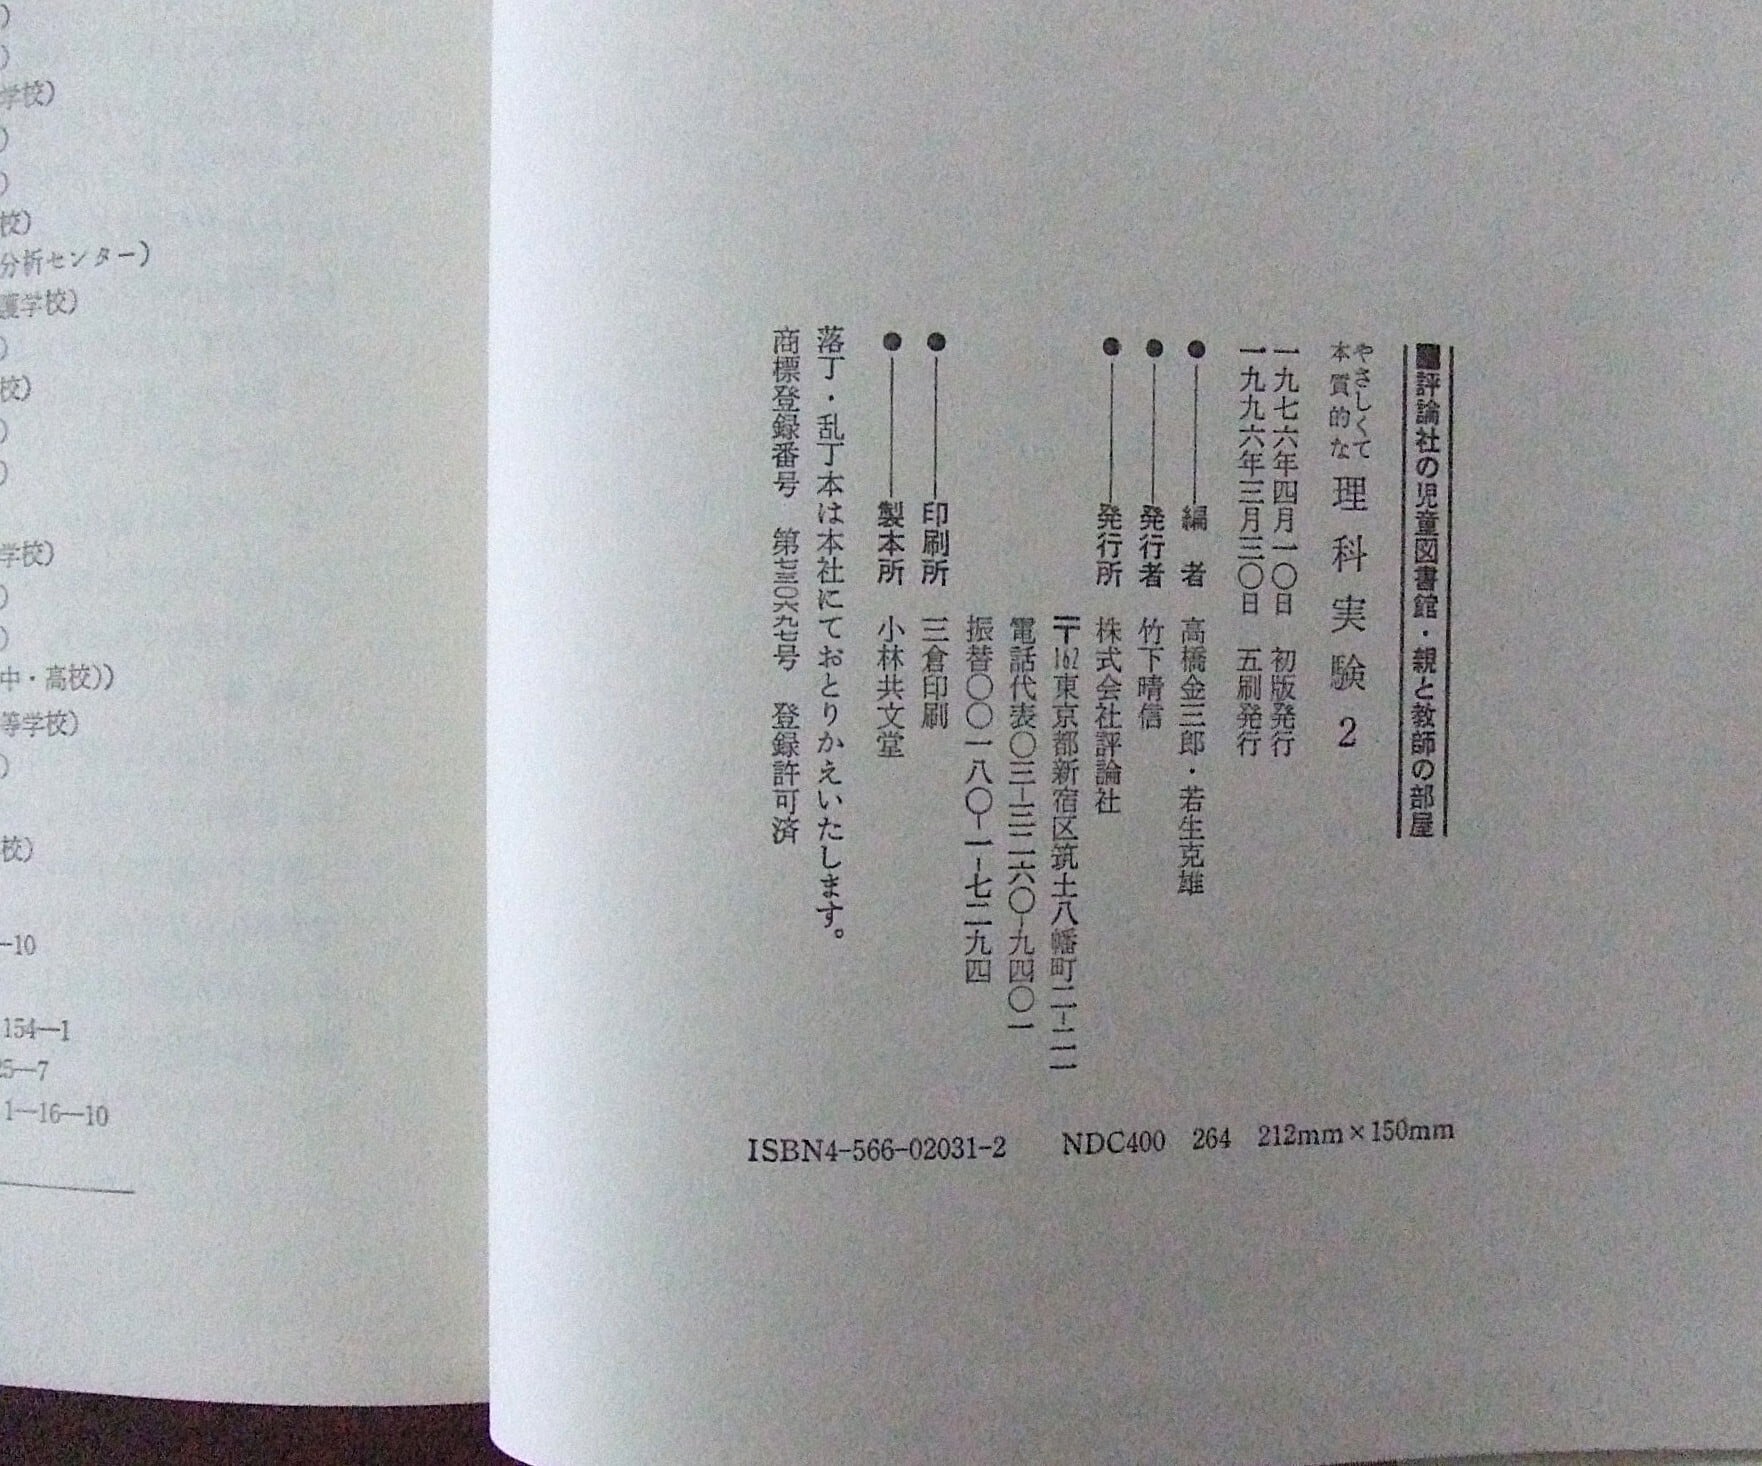 ■評論社の児童図書館・親と教師の部屋
やさしくて
本質的な
理科実験 2
一九七六年四月一〇日 初版発行
一九九六年三月三〇日 五刷発行
●――編 者 高橋金三郎・若生克雄
●――発行者 竹下晴信
●――発行所 株式会社評論社
〒162東京都新宿区筑土八幡町二-二一
電話代表〇三-三二六〇-九四〇一
振替〇〇一八〇-一-七二九四
●――印刷所 三倉印刷
●――製本所 小林共文堂
落丁・乱丁本は本社にておとりかえいたします。
商標登録番号 第七三〇六九七号 登録許可済
ISBN4-566-02031-2 NDC400 264 212mm×150mm
学校)
校)
分析センター)
護学校)
校)
学校)
中・高校))
等学校)
校)
―10
154―1
25―7
1―16―10